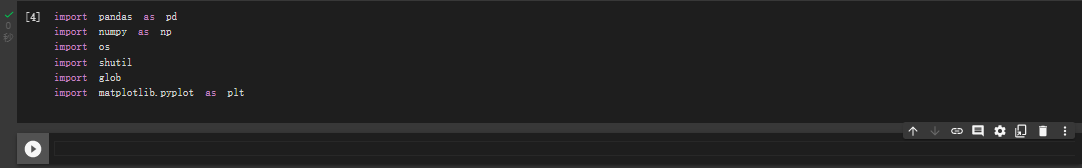 [4] import pandas as pd
import numpy as np
import os
import shutil
import glob
import matplotlib.pyplot as plt